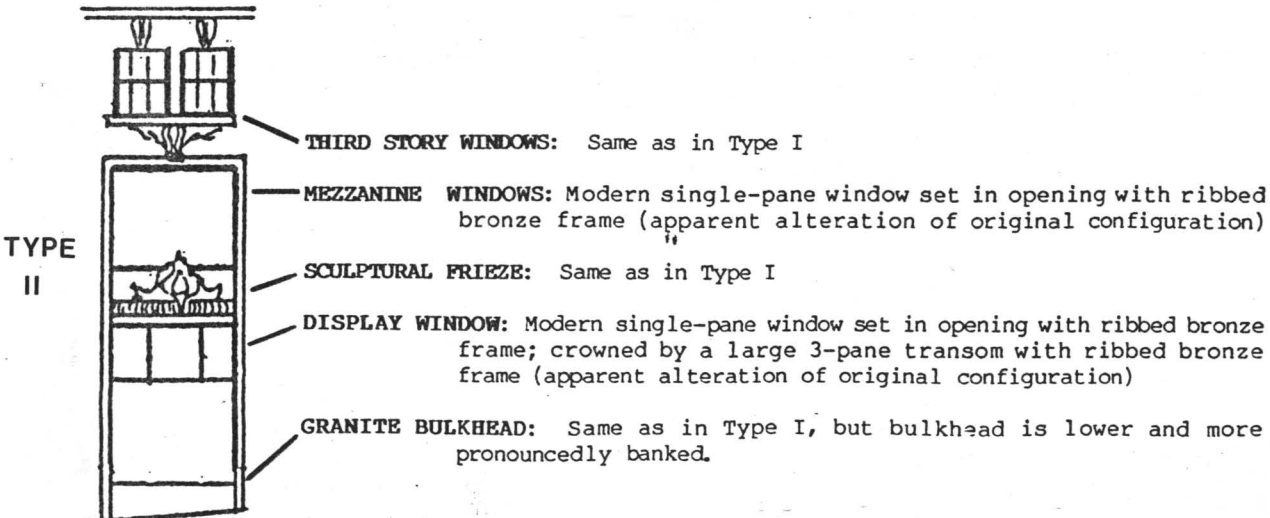 THIRD STORY WINDOWS: Same as in Type I
MEZZANINE WINDOWS: Modern single-pane window set in opening with ribbed
bronze frame (apparent alteration of original configuration)
TYPE
II
SCULPTURAL FRIEZE: Same as in Type I
DISPLAY WINDOW: Modern single-pane window set in opening with ribbed bronze
frame; crowned by a large 3-pane transom with ribbed bronze
frame (apparent alteration of original configuration)
GRANITE BULKHEAD: Same as in Type I, but bulkhead is lower and more
pronouncedly banked.